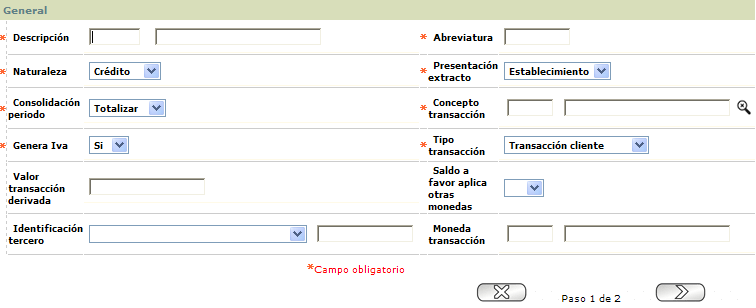 General
* Descripción
* Abreviatura
* Naturaleza Crédito
* Presentación extracto Establecimiento
* Consolidación periodo Totalizar
* Concepto transacción
* Genera Iva Si
* Tipo transacción Transacción cliente
Valor transacción derivada
Saldo a favor aplica otras monedas
Identificación tercero
Moneda transacción
*Campo obligatorio
Paso 1 de 2